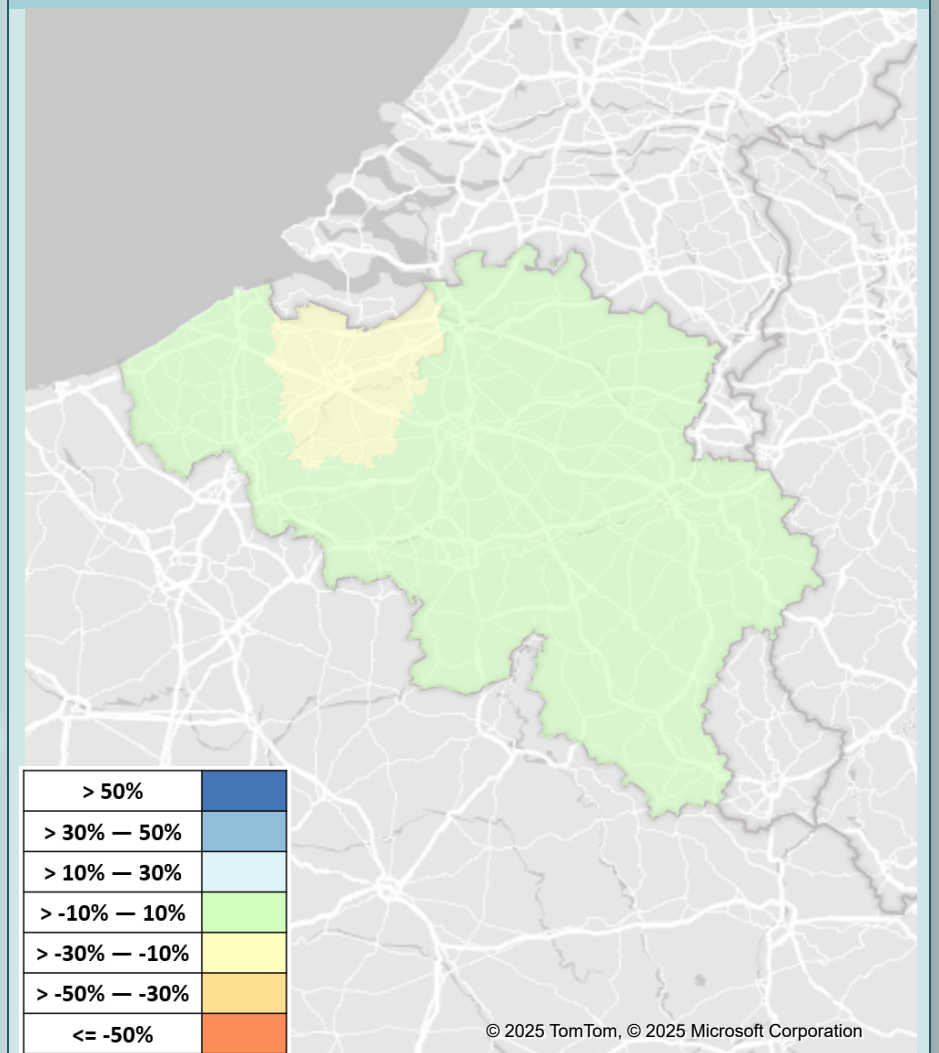 > 50%
> 30% — 50%
> 10% — 30%
> -10% — 10%
> -30% — -10%
> -50% — -30%
<= -50%
© 2025 TomTom, © 2025 Microsoft Corporation